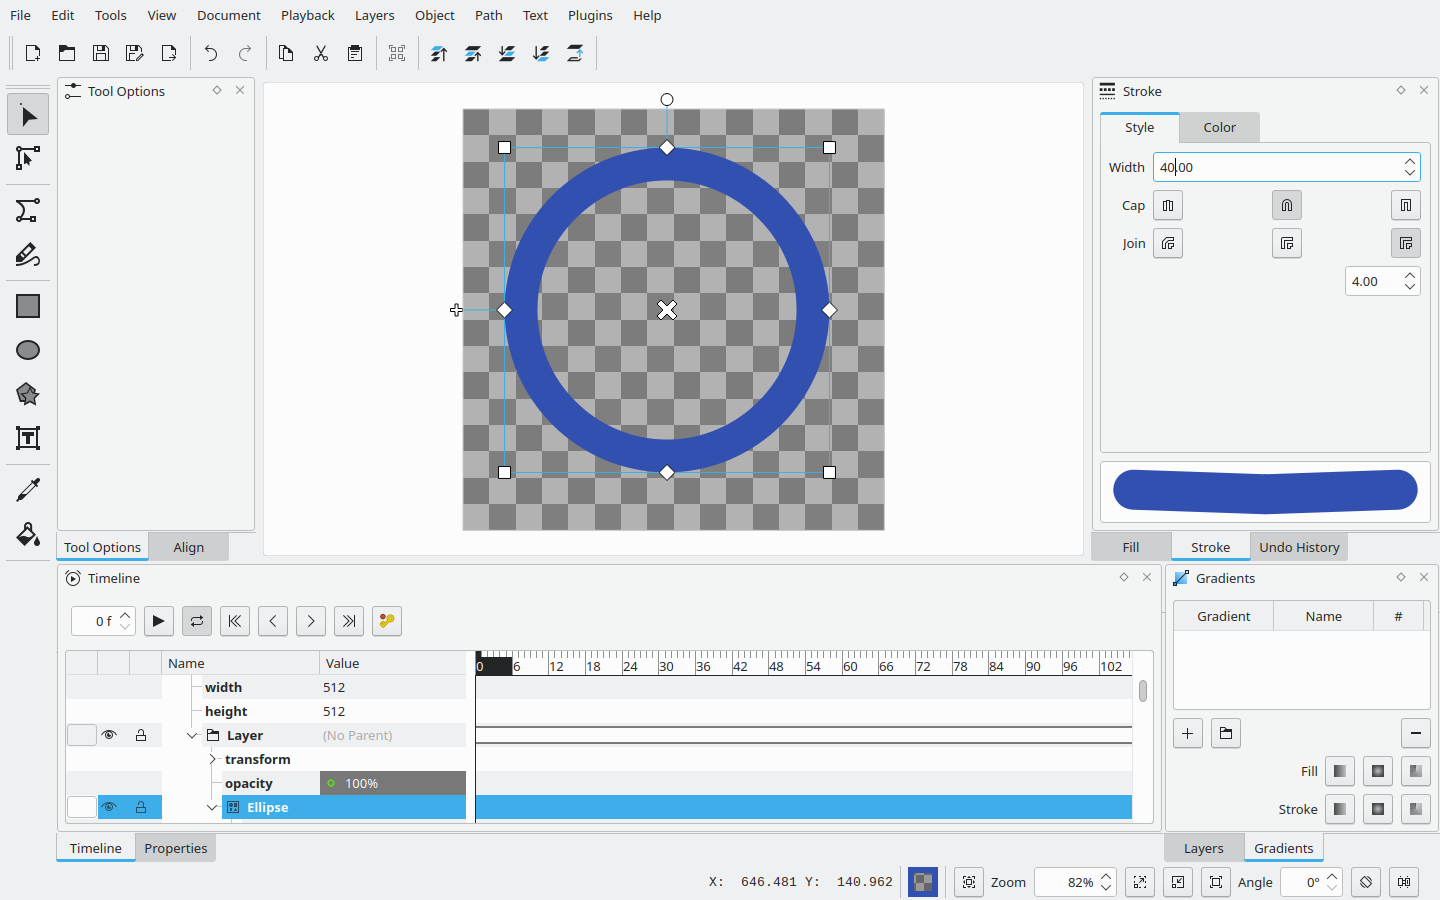 File Edit Tools View Document Playback Layers Object Path Text Plugins Help
Tool Options
Stroke
Style Color
Width 40.00
Cap
Join
4.00
Tool Options Align
Fill Stroke Undo History
Timeline
Gradients
0 f
Gradient Name #
Name Value
0 6 12 18 24 30 36 42 48 54 60 66 72 78 84 90 96 102
width 512
height 512
Layer (No Parent)
transform
opacity 100%
Ellipse
Fill
Stroke
Timeline Properties
Layers Gradients
X: 646.481 Y: 140.962
Zoom 82%
Angle 0°